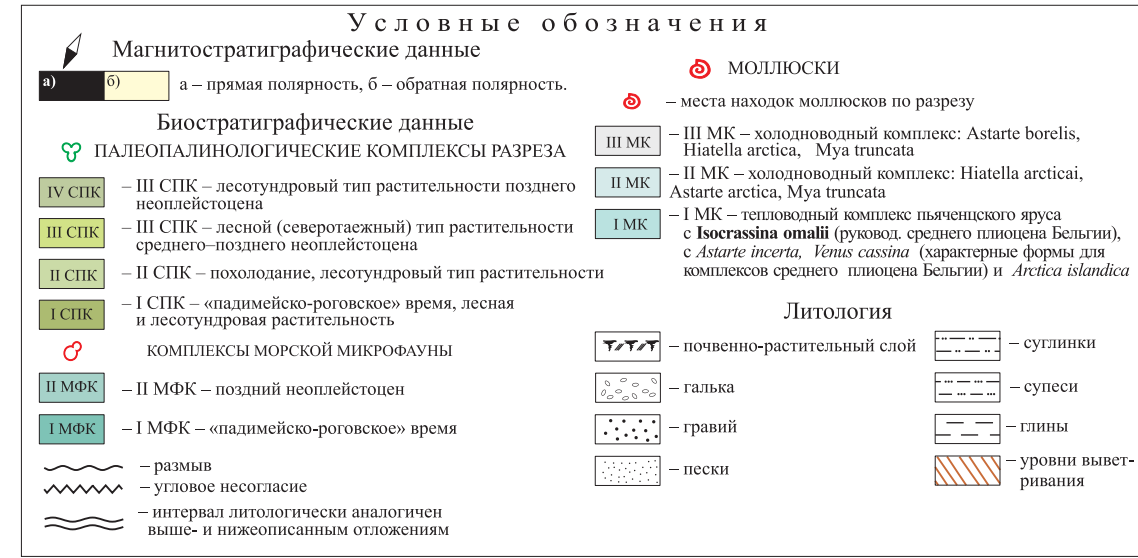 Условные обозначения
Магнитостратиграфические данные
а) б) а – прямая полярность, б – обратная полярность.
Биостратиграфические данные
ПАЛЕОПАЛИНОЛОГИЧЕСКИЕ КОМПЛЕКСЫ РАЗРЕЗА
IV СПК – III СПК – лесотундровый тип растительности позднего
неоплейстоцена
III СПК – III СПК – лесной (северотаежный) тип растительности
среднего–позднего неоплейстоцена
II СПК – II СПК – похолодание, лесотундровый тип растительности
I СПК – I СПК – «падимейско-роговское» время, лесная
и лесотундровая растительность
КОМПЛЕКСЫ МОРСКОЙ МИКРОФАУНЫ
II МФК – II МФК – поздний неоплейстоцен
I МФК – I МФК – «падимейско-роговское» время
– размыв
– угловое несогласие
– интервал литологически аналогичен
выше- и нижеописанным отложениям
МОЛЛЮСКИ
– места находок моллюсков по разрезу
III МК – III МК – холодноводный комплекс: Astarte borelis,
Hiatella arctica, Mya truncata
II МК – II МК – холодноводный комплекс: Hiatella arcticai,
Astarte arctica, Mya truncata
I МК – I МК – тепловодный комплекс пьяченцского яруса
с Isocrassina omalii (руковод. среднего плиоцена Бельгии),
с Astarte incerta, Venus cassina (характерные формы для
комплексов среднего плиоцена Бельгии) и Arctica islandica
Литология
– почвенно-растительный слой
– галька
– гравий
– пески
– суглинки
– супеси
– глины
– уровни вывет-
ривания